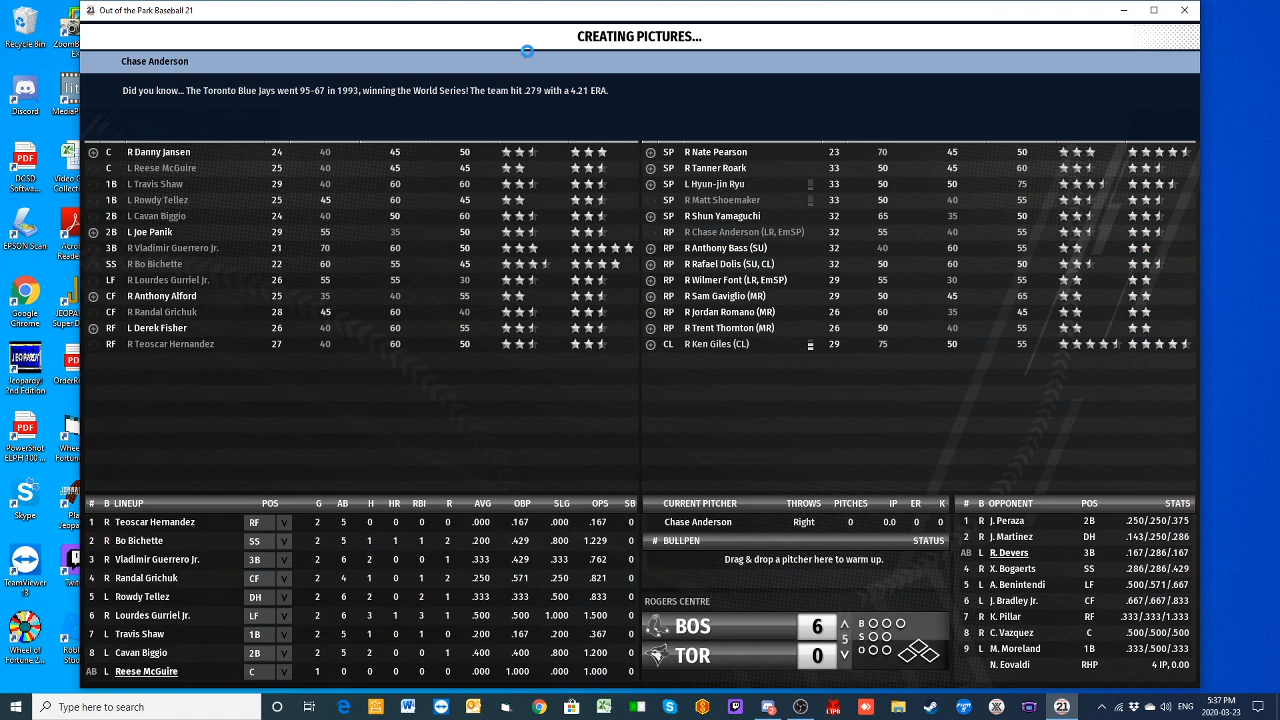 Out of the Park Baseball 21
CREATING PICTURES...
Chase Anderson
Did you know... The Toronto Blue Jays went 95-67 in 1993, winning the World Series! The team hit .279 with a 4.21 ERA.
C R Danny Jansen 24 40 45 50
C L Reese McGuire 25 40 45 45
1B L Travis Shaw 29 40 60 60
1B L Rowdy Tellez 25 45 60 45
2B L Cavan Biggio 24 40 50 60
2B L Joe Panik 29 55 35 50
3B R Vladimir Guerrero Jr. 21 70 60 50
SS R Bo Bichette 22 60 55 45
LF R Lourdes Gurriel Jr. 26 55 55 30
CF R Anthony Alford 25 35 40 55
CF R Randal Grichuk 28 45 60 40
RF L Derek Fisher 26 40 60 55
RF R Teoscar Hernandez 27 40 60 50
SP R Nate Pearson 23 70 45 50
SP R Tanner Roark 33 50 45 60
SP L Hyun-jin Ryu 33 50 50 75
SP R Matt Shoemaker 33 50 45 50
SP R Shun Yamaguchi 32 65 35 50
RP R Chase Anderson (LR, EmSP) 32 55 40 55
RP R Anthony Bass (SU) 32 40 60 55
RP R Rafael Dolis (SU, CL) 32 50 60 50
RP R Wilmer Font (LR, EmSP) 29 55 30 55
RP R Sam Gaviglio (MR) 29 50 45 65
RP R Jordan Romano (MR) 26 60 35 45
RP R Trent Thornton (MR) 26 50 40 55
CL R Ken Giles (CL) 29 75 50 55
# B LINEUP POS G AB H HR RBI R AVG OBP SLG OPS SB
1 R Teoscar Hernandez RF V 2 5 0 0 0 0 .000 .167 .000 .167 0
2 R Bo Bichette SS V 2 5 1 1 1 2 .200 .429 .800 1.229 0
3 R Vladimir Guerrero Jr. 3B V 2 6 2 0 0 0 .333 .429 .333 .762 0
4 R Randal Grichuk CF V 2 4 1 0 1 2 .250 .571 .250 .821 0
5 L Rowdy Tellez DH V 2 6 2 0 2 1 .333 .333 .500 .833 0
6 R Lourdes Gurriel Jr. LF V 2 6 3 1 3 1 .500 .500 1.000 1.500 0
7 L Travis Shaw 1B V 2 5 1 0 1 0 .200 .167 .200 .367 0
8 L Cavan Biggio 2B V 2 5 2 0 0 1 .400 .400 .800 1.200 0
AB L Reese McGuire C V 1 0 0 0 0 0 .000 1.000 .000 1.000 0
CURRENT PITCHER THROWS PITCHES IP ER K
Chase Anderson Right 0 0.0 0 0
# BULLPEN STATUS
Drag & drop a pitcher here to warm up.
ROGERS CENTRE
BOS 6
TOR 0
5
B
S
O
# B OPPONENT POS STATS
1 R J. Peraza 2B .250/.250/.375
2 R J. Martinez DH .143/.250/.286
AB L R. Devers 3B .167/.286/.167
4 R X. Bogaerts SS .286/.286/.429
5 L A. Benintendi LF .500/.571/.667
6 L J. Bradley Jr. CF .667/.667/.833
7 R K. Pillar RF .333/.333/1.333
8 R C. Vazquez C .500/.500/.500
9 L M. Moreland 1B .333/.500/.333
N. Eovaldi RHP 4 IP, 0.00
Recycle Bin
Discord
DCSD Softwa...
EPSON Scan
Google Chrome
Jeopardy: 2nd Edition
PowerShot ELPH 100 ...
Skype
TeamViewer 13
Wheel of Fortune 2...
Type here to search
ENG
5:37 PM
2020-03-23